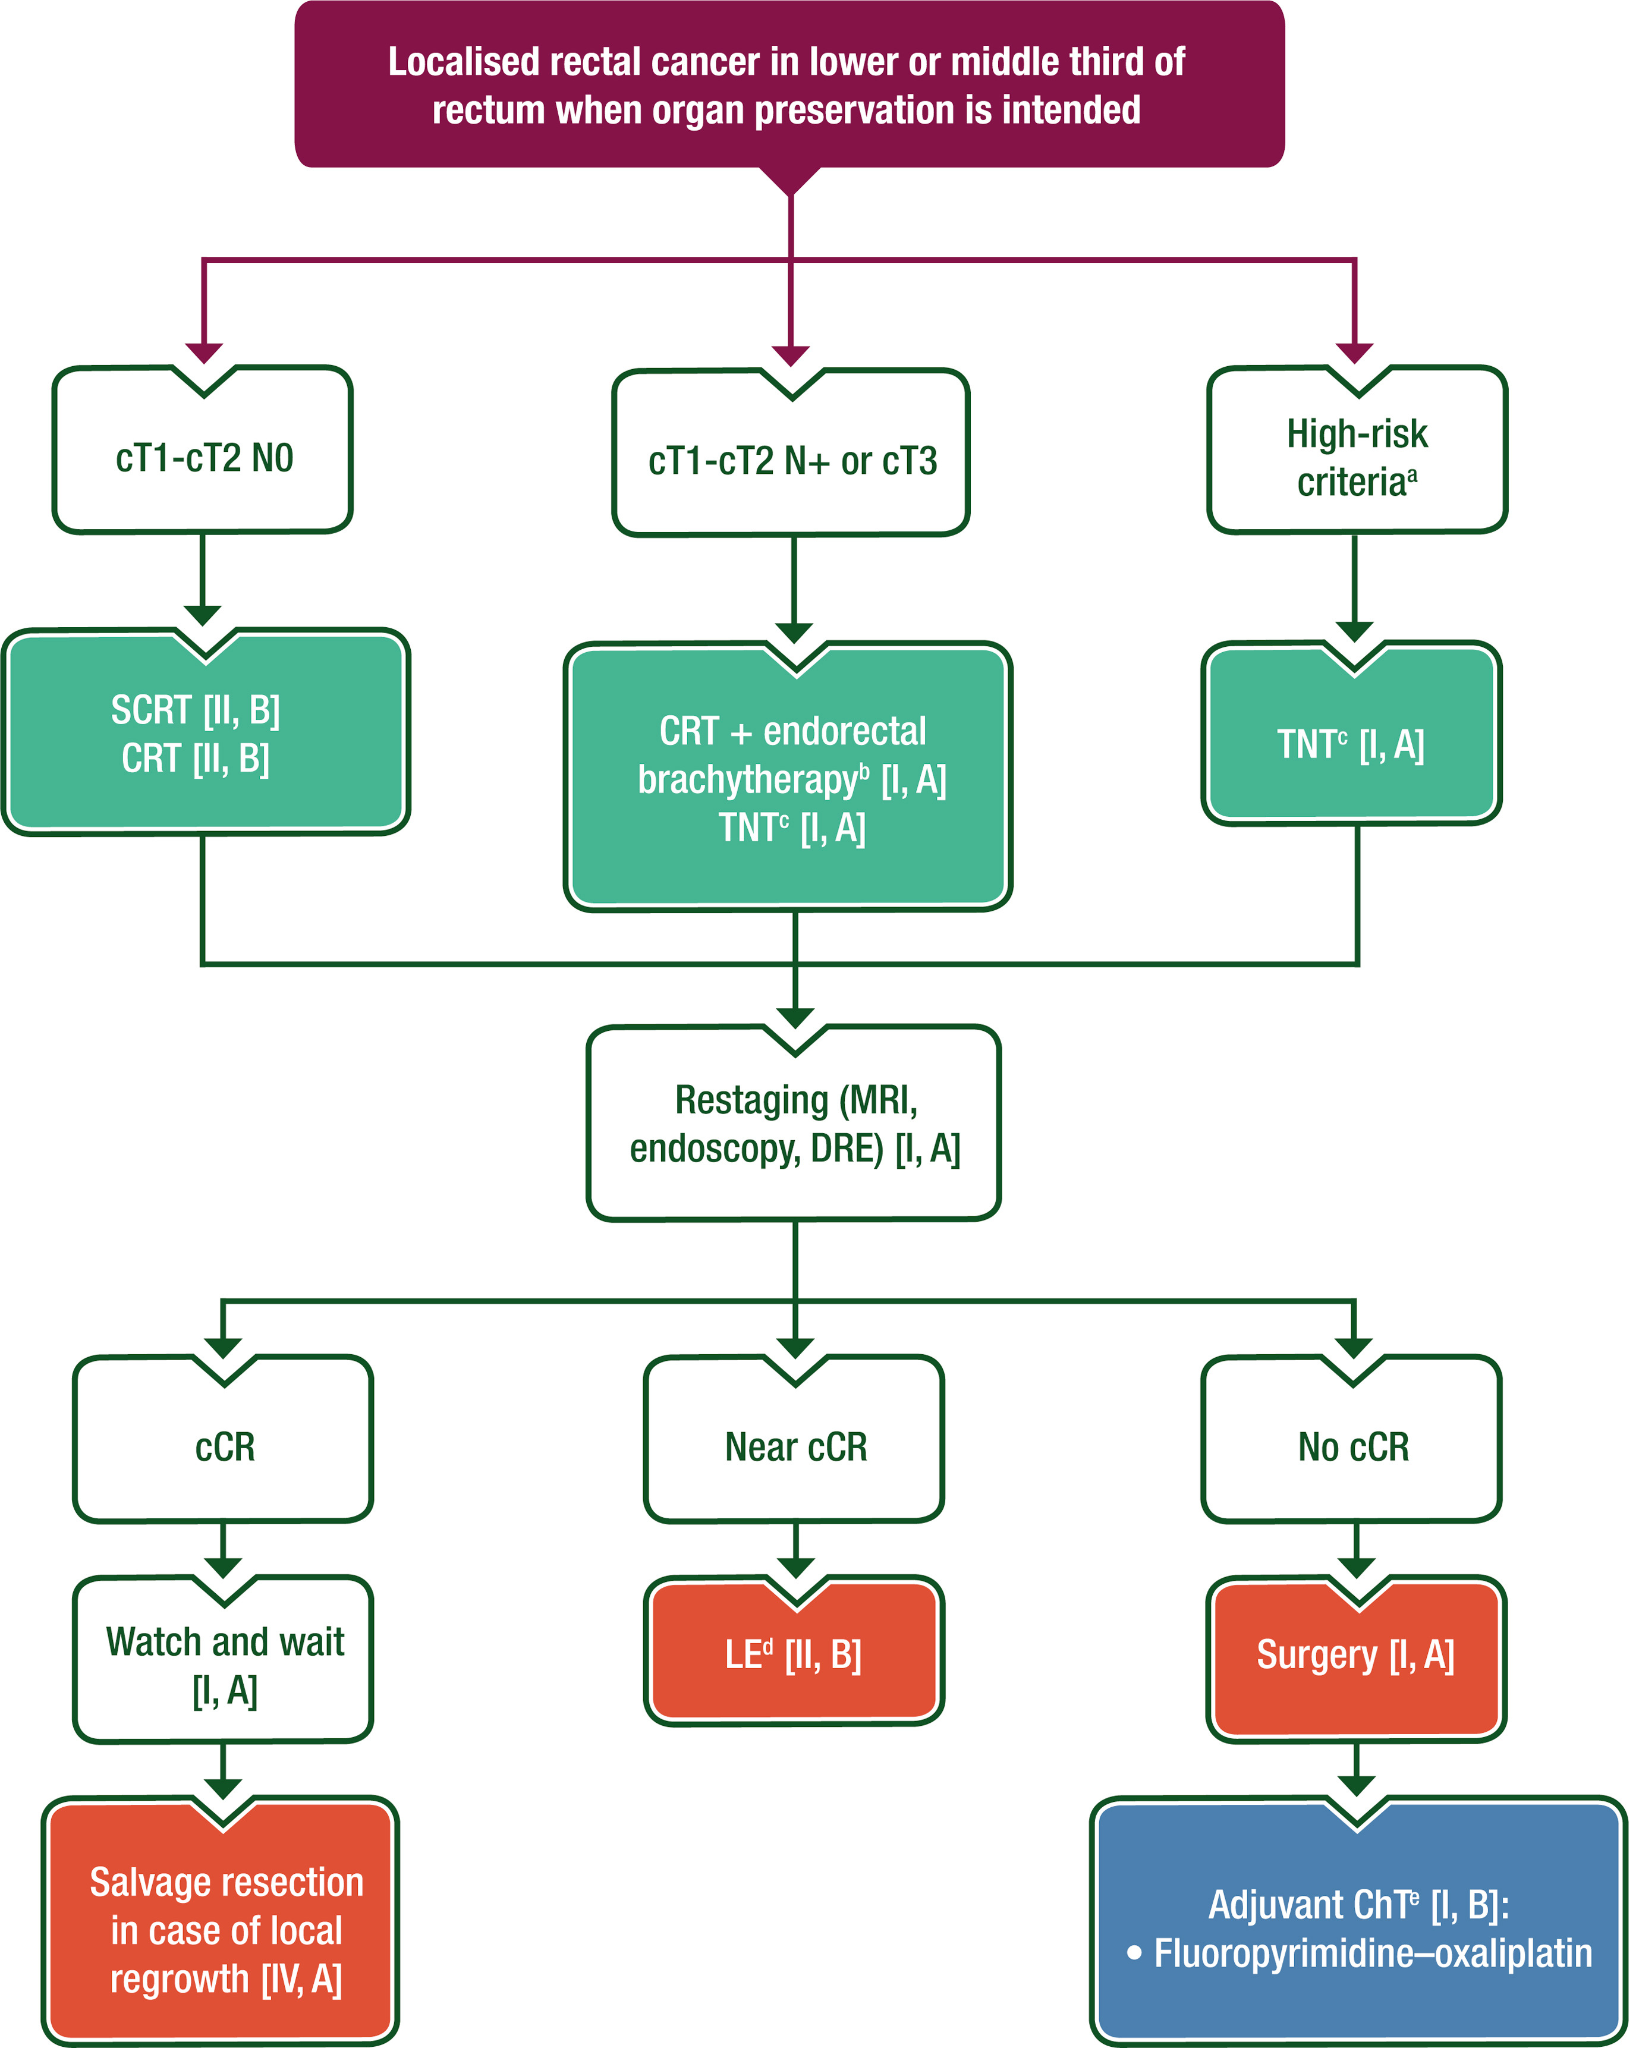 Localised rectal cancer in lower or middle third of
rectum when organ preservation is intended
cT1-cT2 N0
cT1-cT2 N+ or cT3
High-risk
criteriaᵃ
SCRT [II, B]
CRT [II, B]
CRT + endorectal
brachytherapyᵇ [I, A]
TNTᶜ [I, A]
TNTᶜ [I, A]
Restaging (MRI,
endoscopy, DRE) [I, A]
cCR
Near cCR
No cCR
Watch and wait
[I, A]
LEᵈ [II, B]
Surgery [I, A]
Salvage resection
in case of local
regrowth [IV, A]
Adjuvant ChTᵉ [I, B]:
• Fluoropyrimidine–oxaliplatin